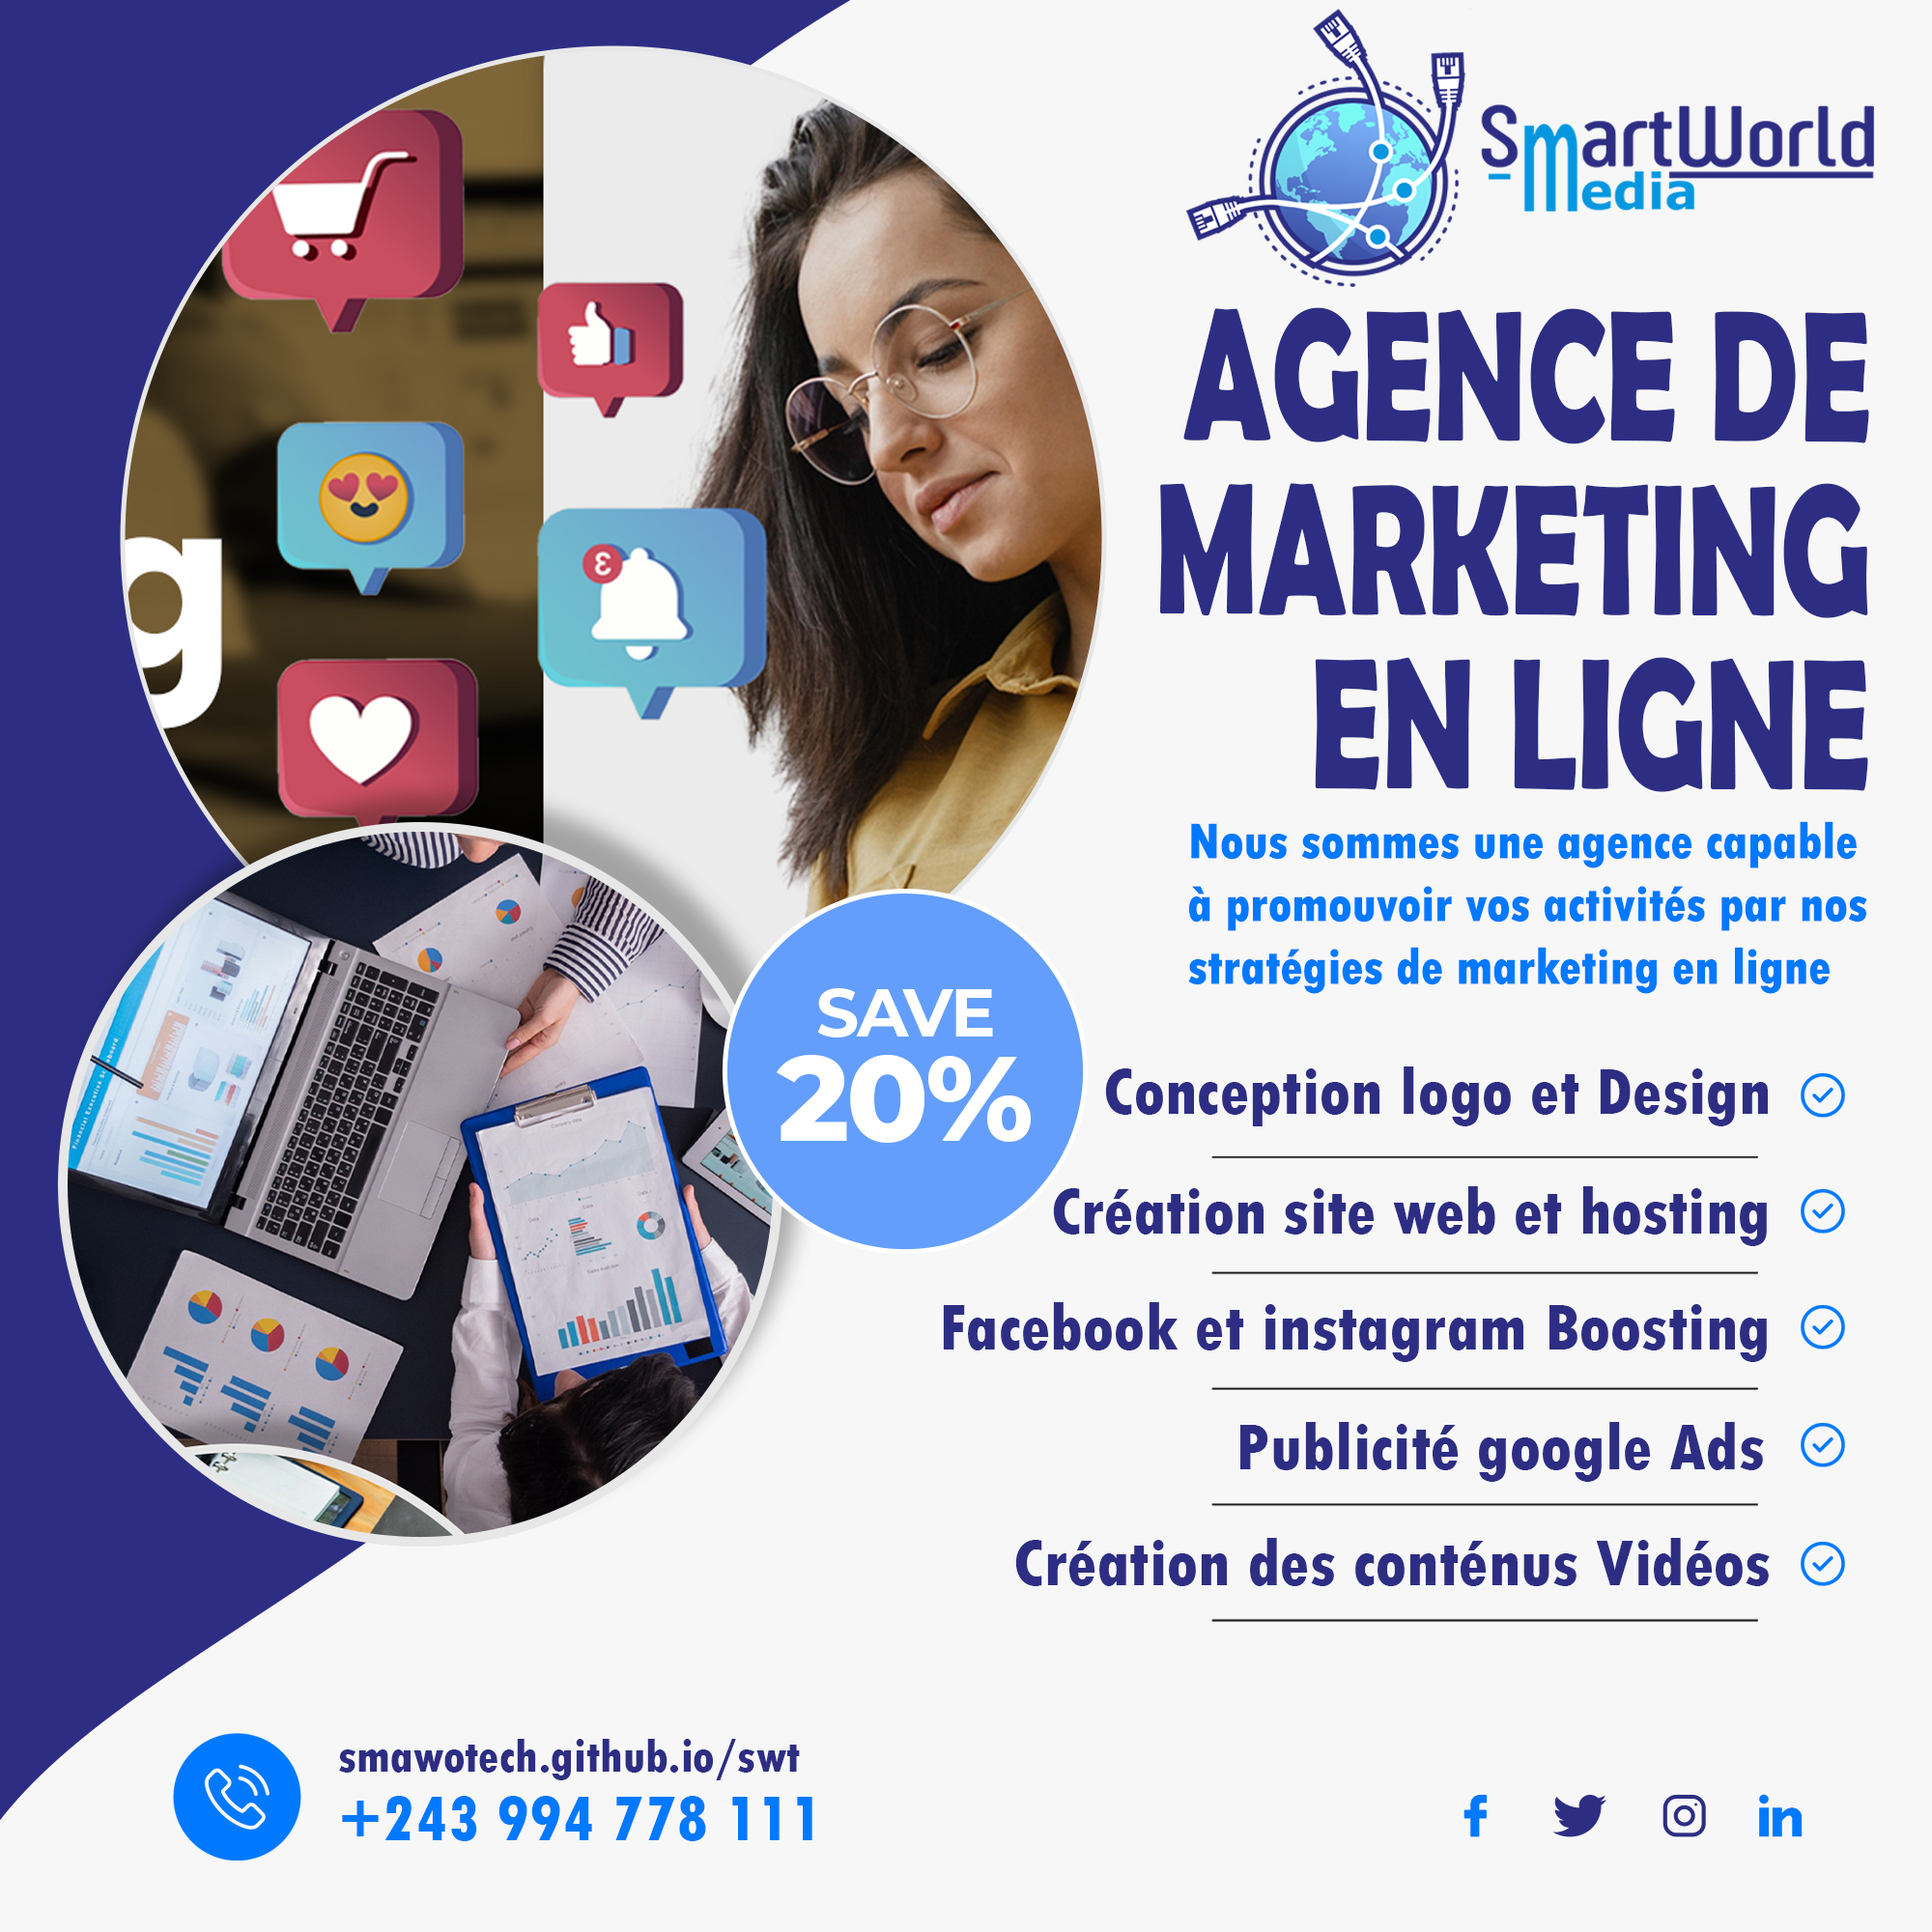 SmartWorld
Media
AGENCE DE
MARKETING
EN LIGNE
Nous sommes une agence capable
à promouvoir vos activités par nos
stratégies de marketing en ligne
SAVE
20%
Conception logo et Design
Création site web et hosting
Facebook et instagram Boosting
Publicité google Ads
Création des conténus Vidéos
g
3
smawotech.github.io/swt
+243 994 778 111
f
in